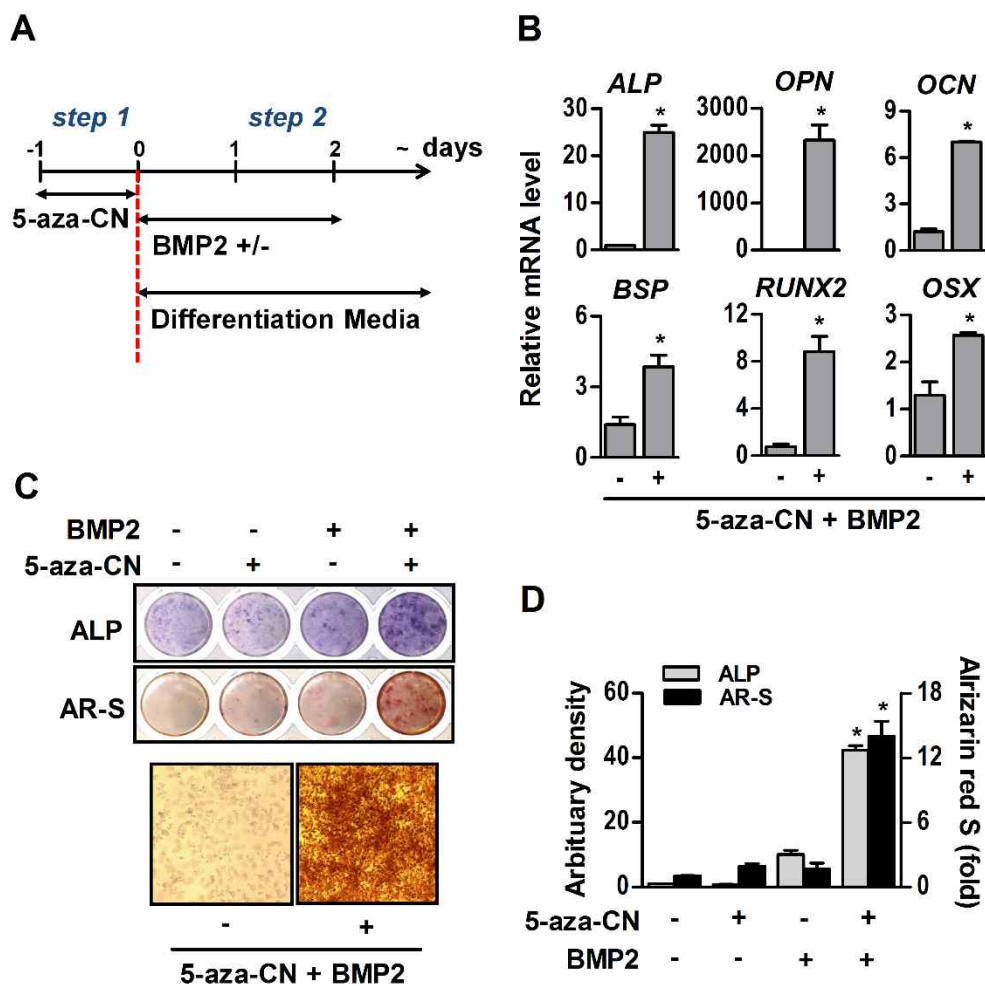 A
step 1 step 2
-1 0 1 2 ~ days
5-aza-CN
BMP2 +/-
Differentiation Media
B
Relative mRNA level
ALP
30
20
10
0
*
OPN
3000
2000
1000
0
*
OCN
9
6
3
0
*
BSP
6
3
0
*
RUNX2
12
8
4
0
*
OSX
3
2
1
0
*
- + - + - +
5-aza-CN + BMP2
C
BMP2 - - + +
5-aza-CN - + - +
ALP
AR-S
- +
5-aza-CN + BMP2
D
ALP
AR-S
Arbituary density
60
40
20
0
* *
18
12
6
0
Alrizarin red S (fold)
5-aza-CN - + - +
BMP2 - - + +